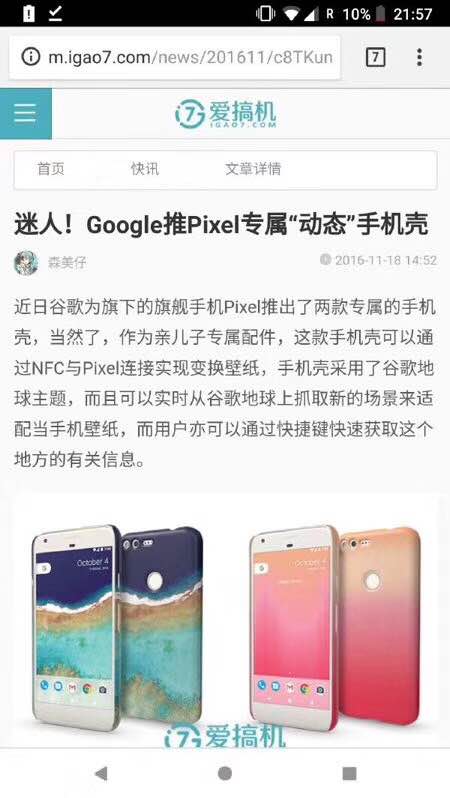 R 10% 21:57
m.igao7.com/news/201611/c8TKun
7
爱搞机
IGAO7.COM
首页 快讯 文章详情
迷人！Google推Pixel专属“动态”手机壳
森美仔 2016-11-18 14:52
近日谷歌为旗下的旗舰手机Pixel推出了两款专属的手机
壳，当然了，作为亲儿子专属配件，这款手机壳可以通
过NFC与Pixel连接实现变换壁纸，手机壳采用了谷歌地
球主题，而且可以实时从谷歌地球上抓取新的场景来适
配当手机壁纸，而用户亦可以通过快捷键快速获取这个
地方的有关信息。
October 4
October 4
爱搞机